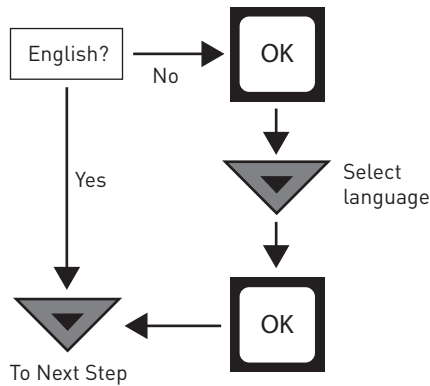 English?
No
OK
Yes
Select
language
OK
To Next Step